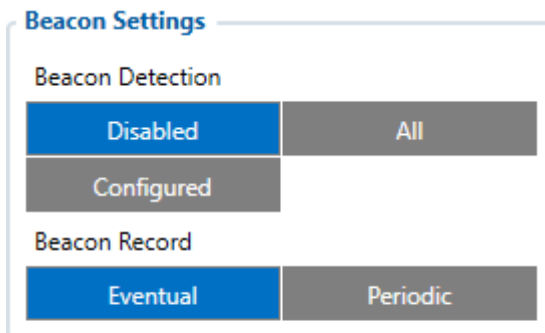 Beacon Settings
Beacon Detection
Disabled All
Configured
Beacon Record
Eventual Periodic